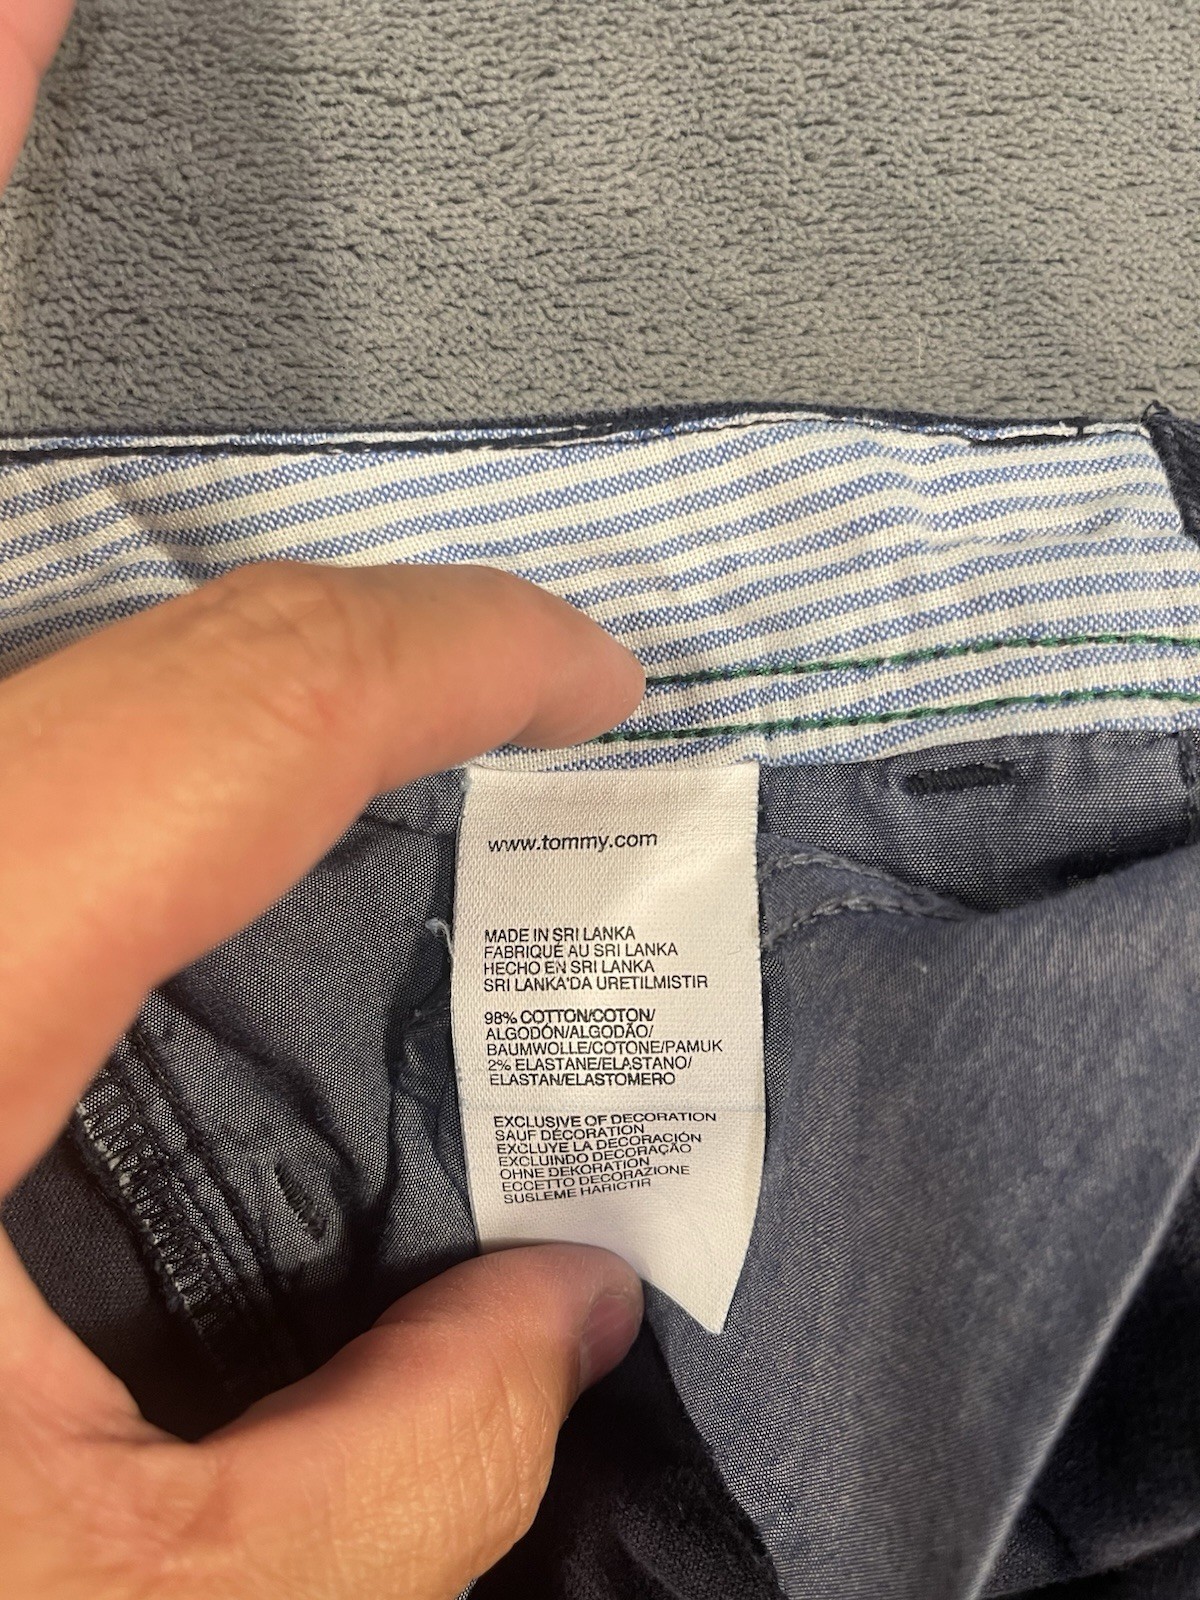 www.tommy.com
MADE IN SRI LANKA
FABRIQUÉ AU SRI LANKA
HECHO EN SRI LANKA
SRI LANKA'DA URETILMISTIR
98% COTTON/COTON/
ALGODÓN/ALGODÃO/
BAUMWOLLE/COTONE/PAMUK
2% ELASTANE/ELASTANO/
ELASTAN/ELASTOMERO
EXCLUSIVE OF DECORATION
SAUF DÉCORATION
EXCLUYE LA DECORACIÓN
EXCLUINDO DECORAÇÃO
OHNE DEKORATION
ECCETTO DECORAZIONE
SUSLEME HARICTIR